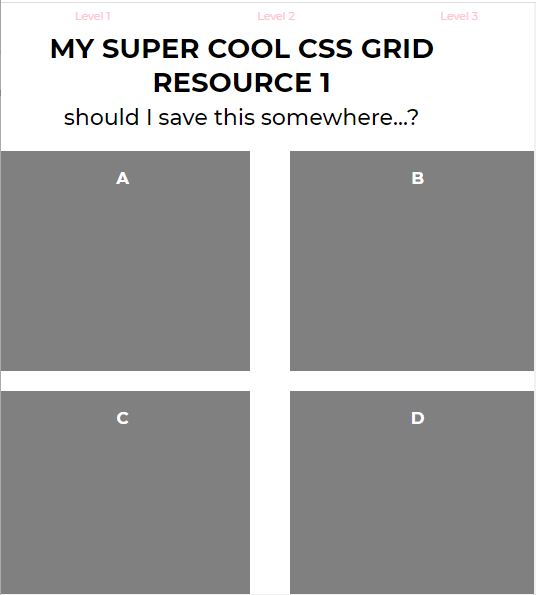 Level 1 Level 2 Level 3
MY SUPER COOL CSS GRID
RESOURCE 1
should I save this somewhere...?
A B
C D